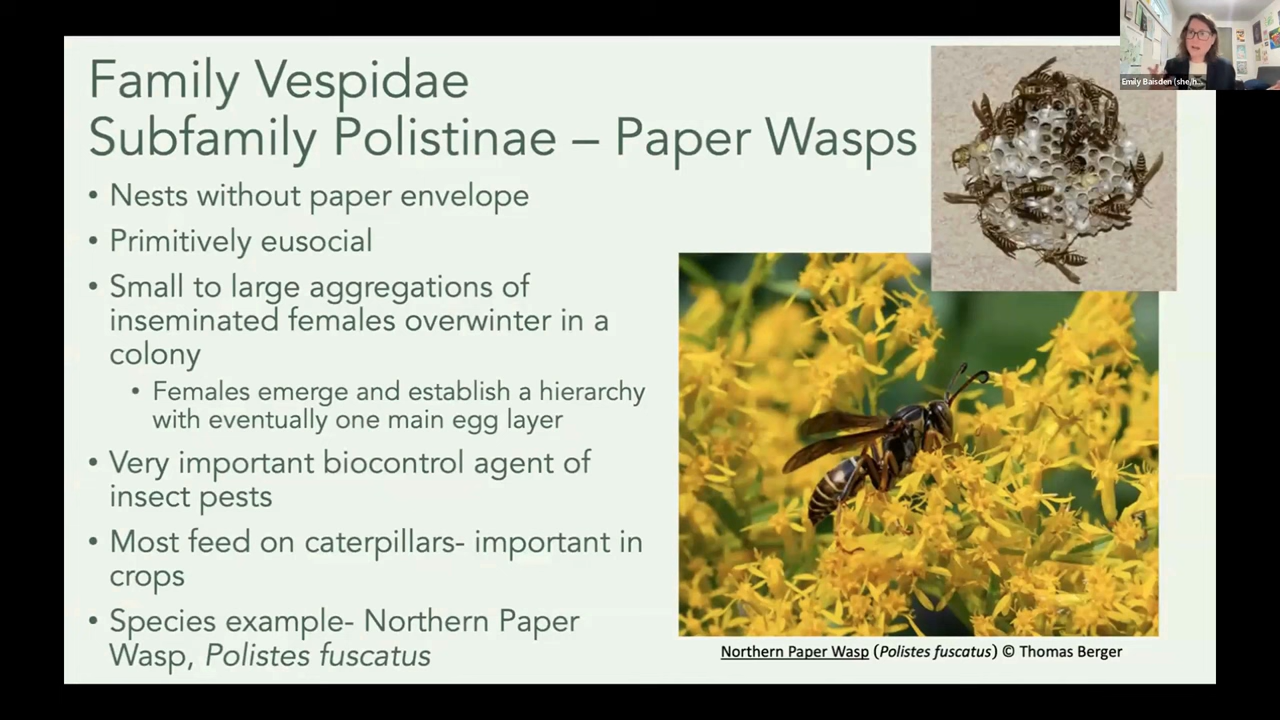 Family Vespidae
Subfamily Polistinae – Paper Wasps
• Nests without paper envelope
• Primitively eusocial
• Small to large aggregations of
inseminated females overwinter in a
colony
• Females emerge and establish a hierarchy
with eventually one main egg layer
• Very important biocontrol agent of
insect pests
• Most feed on caterpillars- important in
crops
• Species example- Northern Paper
Wasp, Polistes fuscatus
Northern Paper Wasp (Polistes fuscatus) © Thomas Berger
Emily Baisden (she/h...